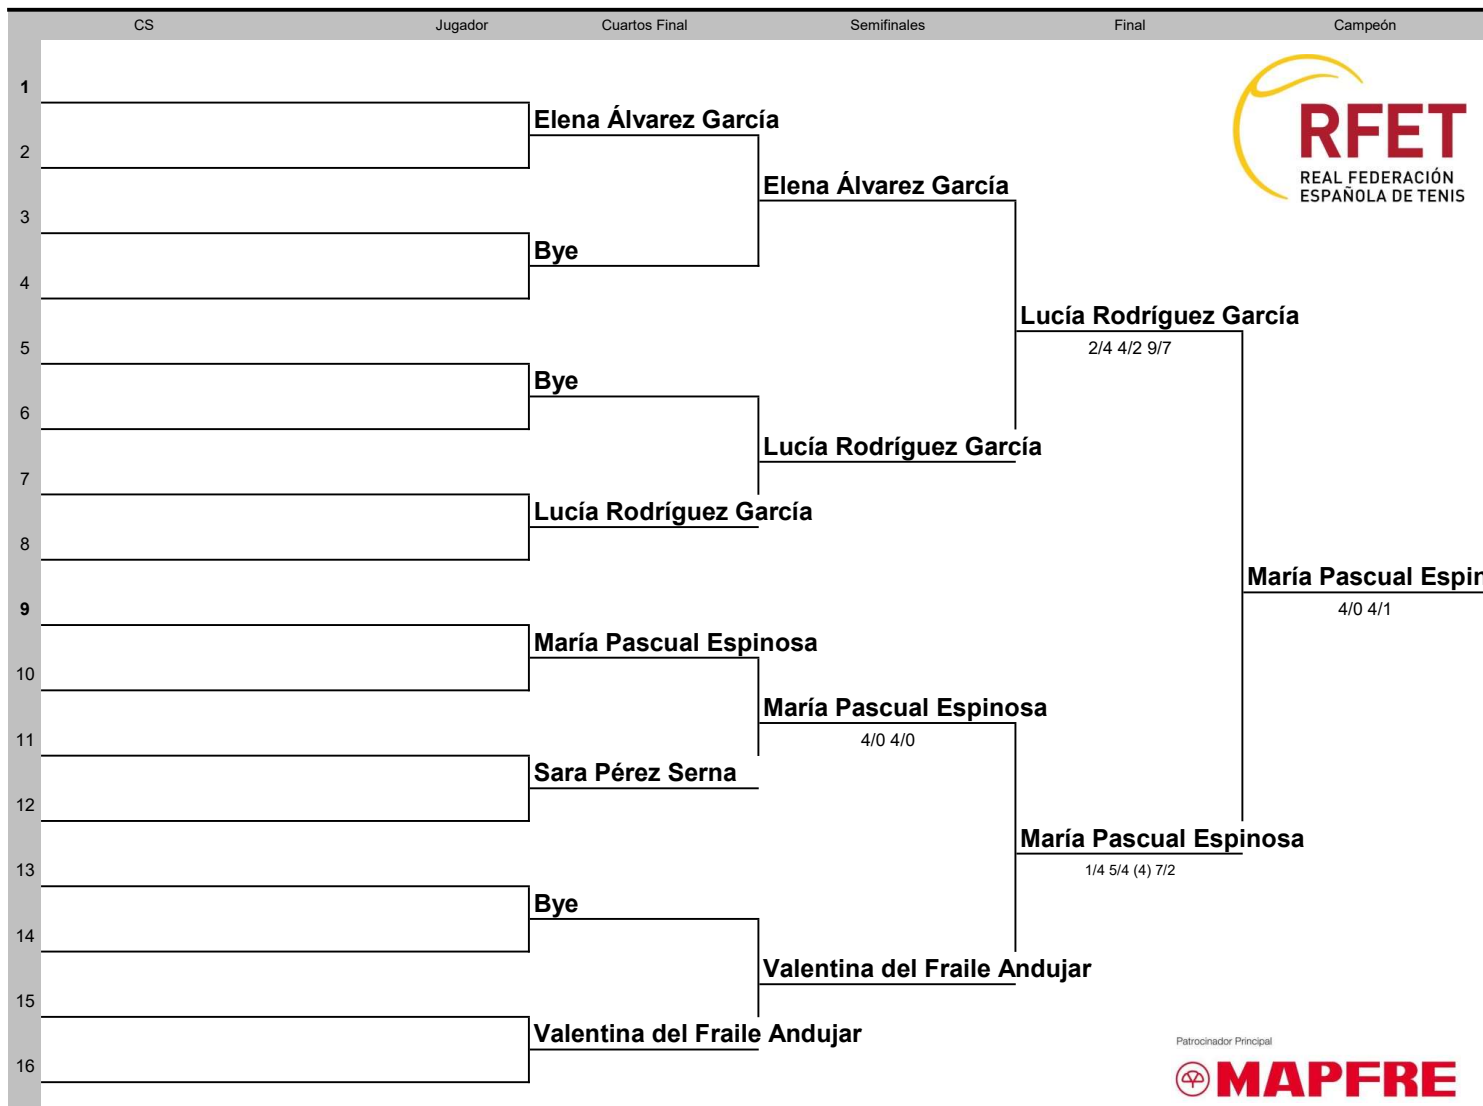 CS Jugador Cuartos Final Semifinales Final Campeón
1
RFET
REAL FEDERACIÓN
ESPAÑOLA DE TENIS
Elena Álvarez García
2
Elena Álvarez García
3
Bye
4
Lucía Rodríguez García
2/4 4/2 9/7
5
Bye
6
Lucía Rodríguez García
7
Lucía Rodríguez García
8
María Pascual Espin
4/0 4/1
9
María Pascual Espinosa
10
María Pascual Espinosa
4/0 4/0
11
Sara Pérez Serna
12
María Pascual Espinosa
1/4 5/4 (4) 7/2
13
Bye
14
Valentina del Fraile Andujar
15
Valentina del Fraile Andujar
16
Patrocinador Principal
MAPFRE